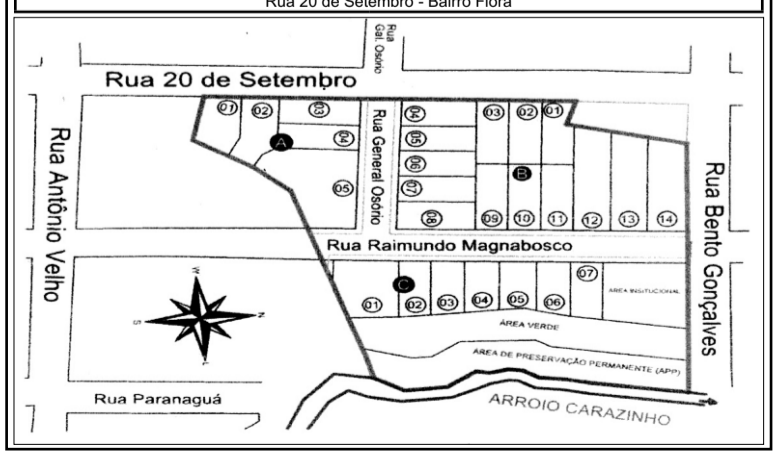 Rua 20 de Setembro - Bairro Flora
Rua
Gal. Osório
Rua 20 de Setembro
01
02
03
04
05
A
Rua General Osório
04
05
06
07
08
03
02
01
B
09
10
11
12
13
14
Rua Antônio Velho
Rua Bento Gonçalves
Rua Raimundo Magnabosco
C
01
02
03
04
05
06
07
ÁREA INSITUCIONAL
ÁREA VERDE
ÁREA DE PRESERVAÇÃO PERMANENTE (APP)
W
S
N
L
Rua Paranaguá
ARROIO CARAZINHO